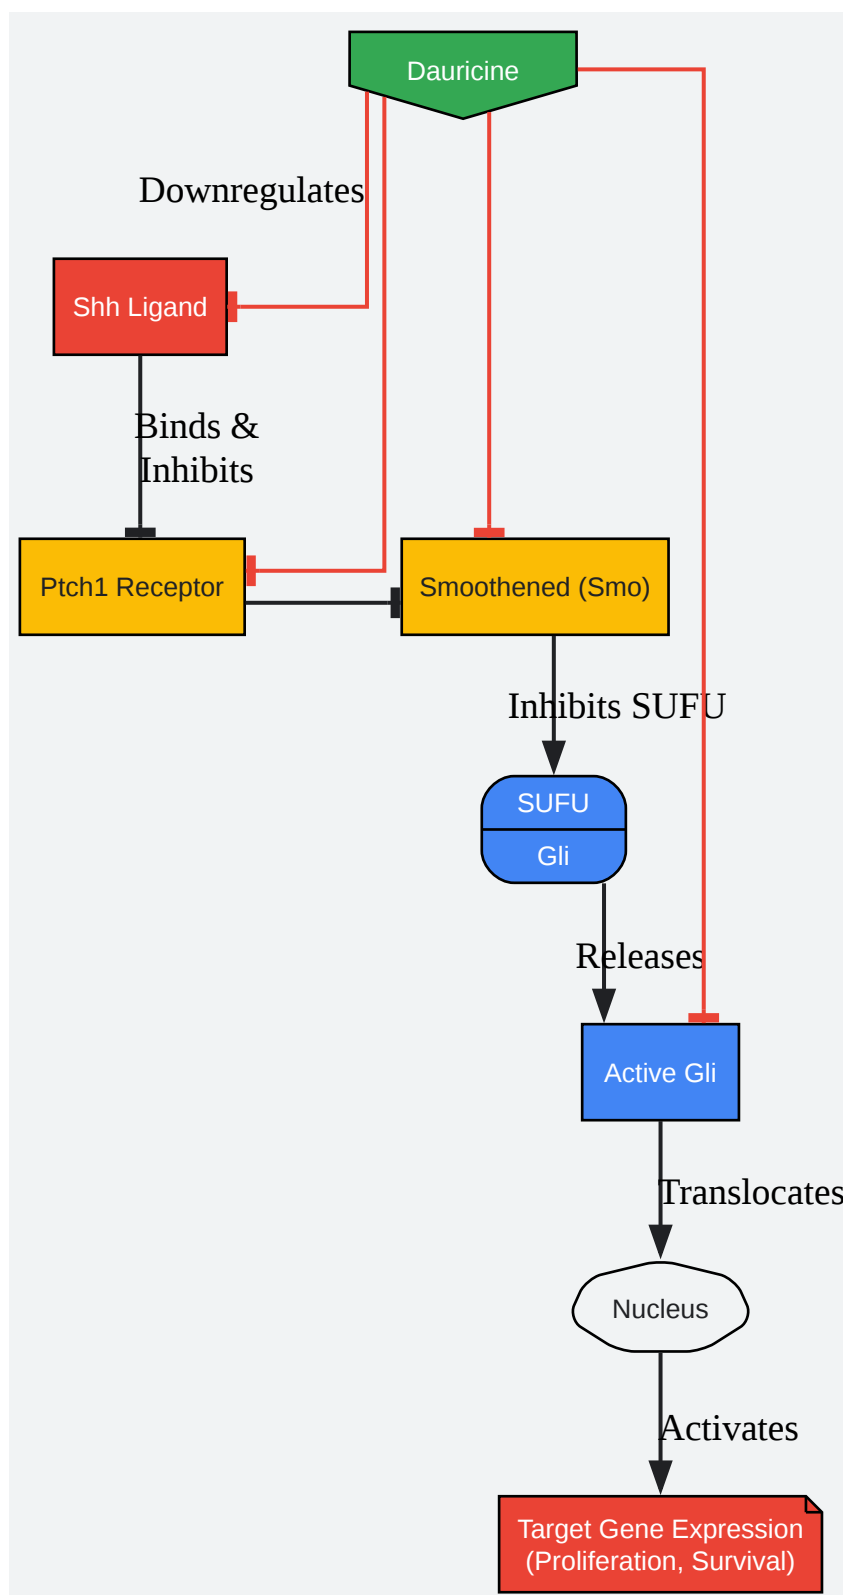 Dauricine
Downregulates
Shh Ligand
Binds &
Inhibits
Ptch1 Receptor
Smoothened (Smo)
Inhibits SUFU
SUFU
Gli
Releases
Active Gli
Translocates
Nucleus
Activates
Target Gene Expression
(Proliferation, Survival)